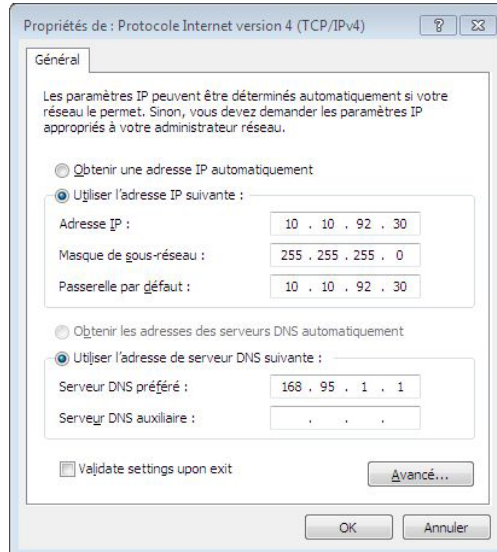 Propriétés de : Protocole Internet version 4 (TCP/IPv4)
Général
Les paramètres IP peuvent être déterminés automatiquement si votre
réseau le permet. Sinon, vous devez demander les paramètres IP
appropriés à votre administrateur réseau.
Obtenir une adresse IP automatiquement
Utiliser l'adresse IP suivante :
Adresse IP : 10 . 10 . 92 . 30
Masque de sous-réseau : 255 . 255 . 255 . 0
Passerelle par défaut : 10 . 10 . 92 . 30
Obtenir les adresses des serveurs DNS automatiquement
Utiliser l'adresse de serveur DNS suivante :
Serveur DNS préféré : 168 . 95 . 1 . 1
Serveur DNS auxiliaire : . . .
Validate settings upon exit
Avancé...
OK Annuler